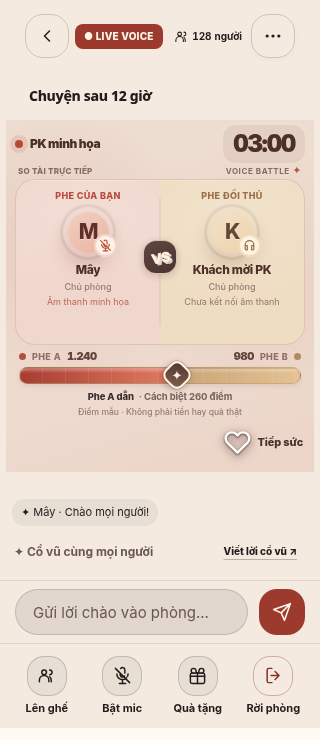 LIVE VOICE
128 người
Chuyện sau 12 giờ
PK minh họa
03:00
SO TÀI TRỰC TIẾP
VOICE BATTLE
PHE CỦA BẠN
PHE ĐỐI THỦ
M
K
VS
Mây
Khách mời PK
Chủ phòng
Chủ phòng
Âm thanh minh họa
Chưa kết nối âm thanh
PHE A 1.240
980 PHE B
Phe A dẫn · Cách biệt 260 điểm
Điểm mẫu · Không phải tiền hay quà thật
Tiếp sức
Mây · Chào mọi người!
Cổ vũ cùng mọi người
Viết lời cổ vũ ↗
Gửi lời chào vào phòng...
Lên ghế
Bật mic
Quà tặng
Rời phòng